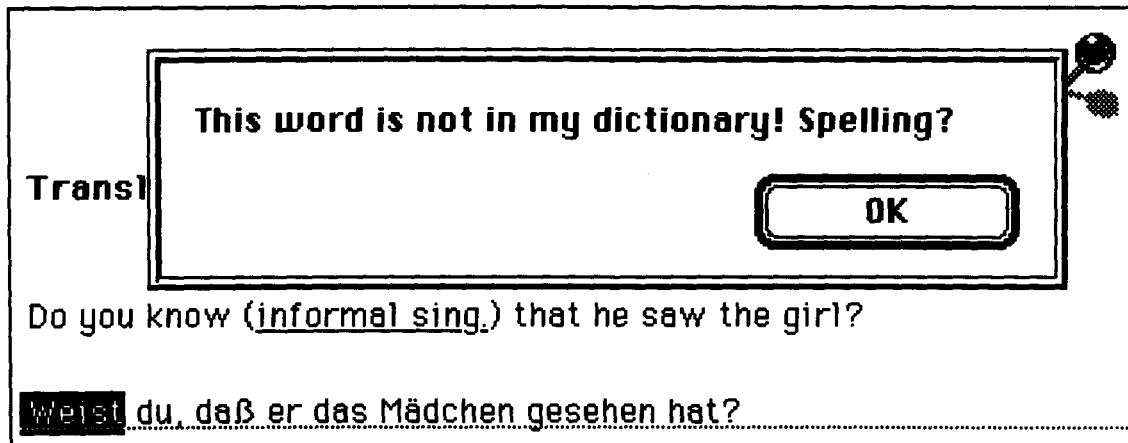 This word is not in my dictionary! Spelling?
Transl
OK
Do you know (informal sing.) that he saw the girl?
Weist du, daß er das Mädchen gesehen hat?